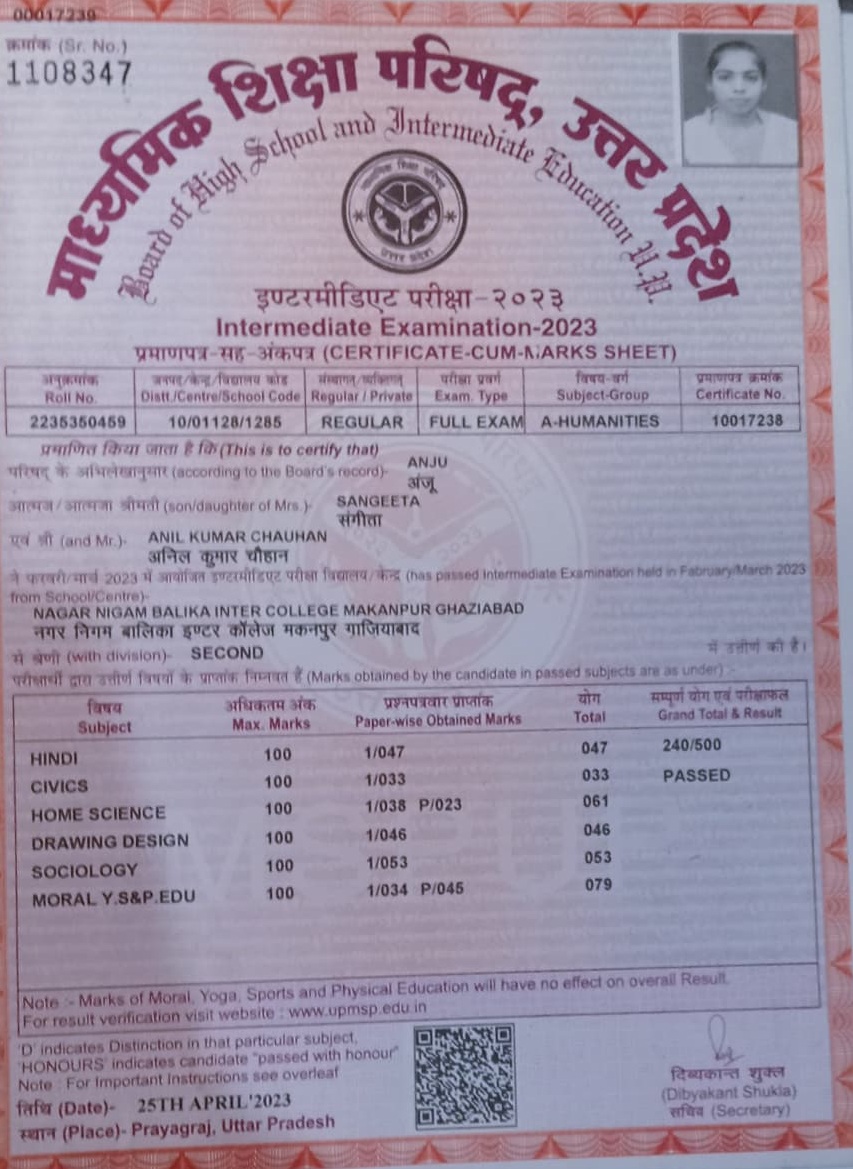 00017239
क्रमांक (Sr. No.)
1108347
माध्यमिक शिक्षा परिषद्, उत्तर प्रदेश
Board of High School and Intermediate Education U.P.
माध्यमिक शिक्षा परिषद्
उत्तर प्रदेश
इण्टरमीडिएट परीक्षा-२०२३
Intermediate Examination-2023
प्रमाणपत्र-सह-अंकपत्र (CERTIFICATE-CUM-MARKS SHEET)
अनुक्रमांक जनपद/केन्द्र/विद्यालय कोड संस्थागत/व्यक्तिगत परीक्षा प्रवर्ग विषय-वर्ग प्रमाणपत्र क्रमांक
Roll No. Distt/Centre/School Code Regular / Private Exam. Type Subject-Group Certificate No.
2235350459 10/01128/1285 REGULAR FULL EXAM A-HUMANITIES 10017238
प्रमाणित किया जाता है कि (This is to certify that)
परिषद् के अभिलेखानुसार (according to the Board's record)- ANJU
अंजू
आत्मज/आत्मजा श्रीमती (son/daughter of Mrs.)- SANGEETA
संगीता
एवं श्री (and Mr.)- ANIL KUMAR CHAUHAN
अनिल कुमार चौहान
ने फरवरी/मार्च 2023 में आयोजित इण्टरमीडिएट परीक्षा विद्यालय/केन्द्र (has passed Intermediate Examination held in Fabruary/March 2023
from School/Centre)-
NAGAR NIGAM BALIKA INTER COLLEGE MAKANPUR GHAZIABAD
नगर निगम बालिका इण्टर कॉलेज मकनपुर गाजियाबाद
में श्रेणी (with division)- SECOND में उत्तीर्ण की है।
परीक्षार्थी द्वारा उत्तीर्ण विषयों के प्राप्तांक निम्नवत हैं (Marks obtained by the candidate in passed subjects are as under) :-
विषय अधिकतम अंक प्रश्नपत्रवार प्राप्तांक योग सम्पूर्ण योग एवं परीक्षाफल
Subject Max. Marks Paper-wise Obtained Marks Total Grand Total & Result
HINDI 100 1/047 047 240/500
CIVICS 100 1/033 033 PASSED
HOME SCIENCE 100 1/038 P/023 061
DRAWING DESIGN 100 1/046 046
SOCIOLOGY 100 1/053 053
MORAL Y.S&P.EDU 100 1/034 P/045 079
Note :- Marks of Moral, Yoga, Sports and Physical Education will have no effect on overall Result.
For result verification visit website : www.upmsp.edu.in
'D' indicates Distinction in that particular subject,
'HONOURS' indicates candidate "passed with honour"
Note : For Important Instructions see overleaf
तिथि (Date)- 25TH APRIL'2023
स्थान (Place)- Prayagraj, Uttar Pradesh
दिब्यकान्त शुक्ल
(Dibyakant Shukla)
सचिव (Secretary)